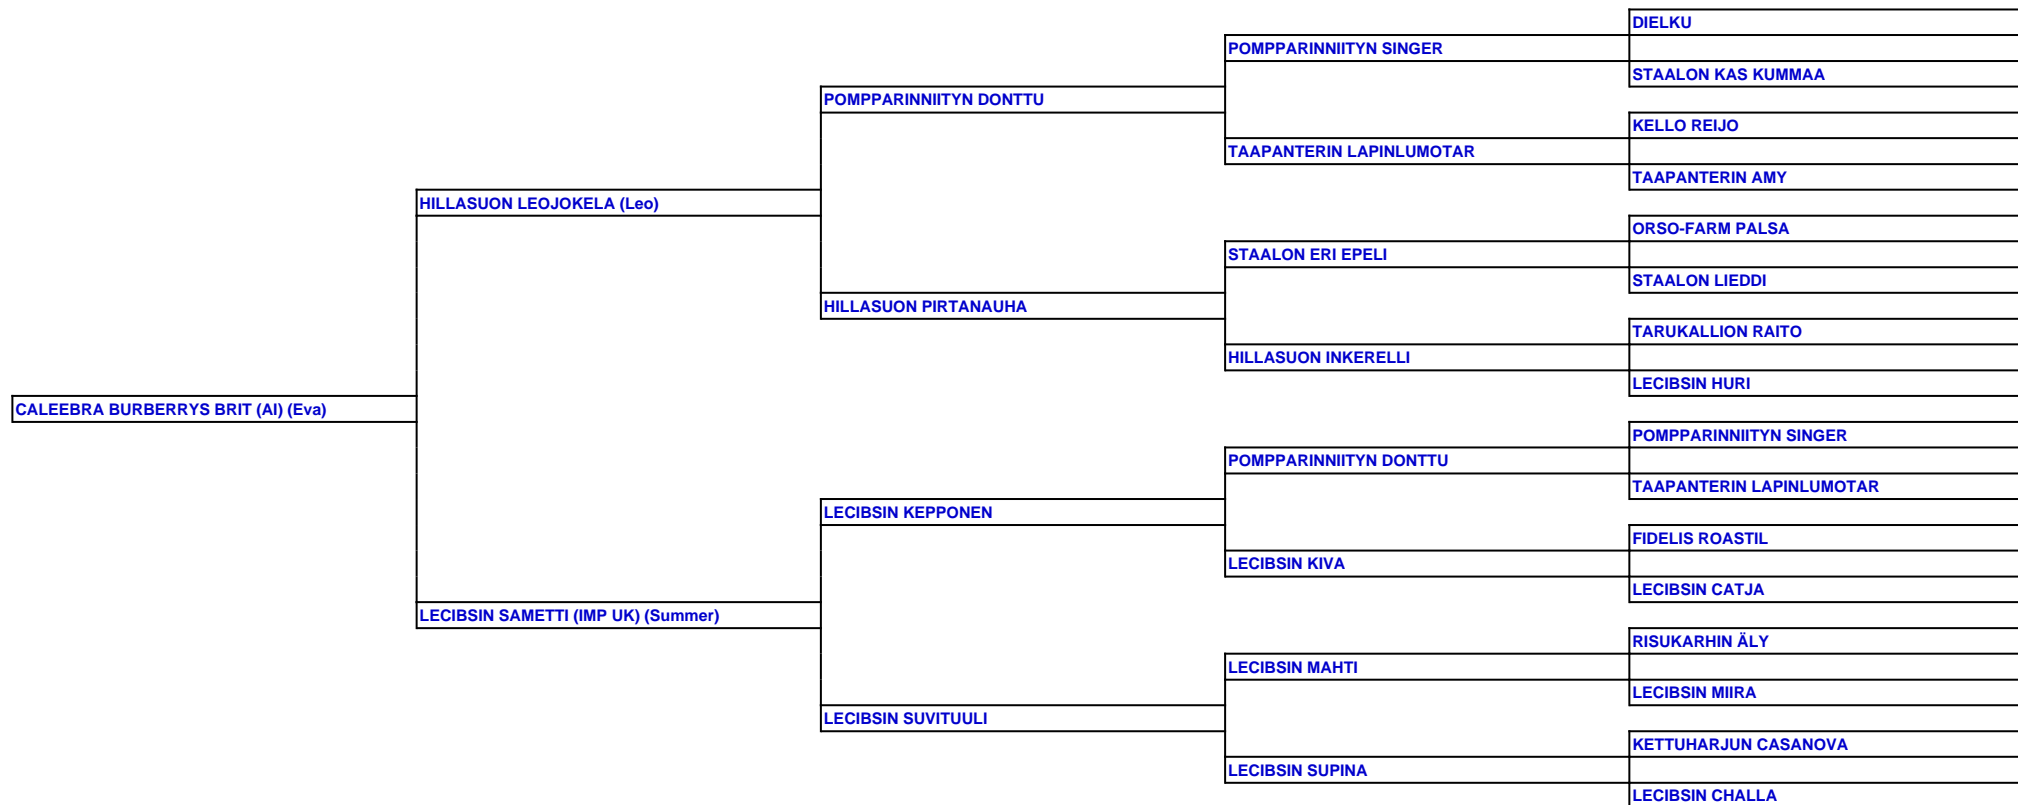 DIELKU
POMPPARINNIITYN SINGER
STAALON KAS KUMMAA
POMPPARINNIITYN DONTTU
KELLO REIJO
TAAPANTERIN LAPINLUMOTAR
TAAPANTERIN AMY
HILLASUON LEOJOKELA (Leo)
ORSO-FARM PALSA
STAALON ERI EPELI
STAALON LIEDDI
HILLASUON PIRTANAUHA
TARUKALLION RAITO
HILLASUON INKERELLI
LECIBSIN HURI
CALEEBRA BURBERRYS BRIT (AI) (Eva)
POMPPARINNIITYN SINGER
POMPPARINNIITYN DONTTU
TAAPANTERIN LAPINLUMOTAR
LECIBSIN KEPPONEN
FIDELIS ROASTIL
LECIBSIN KIVA
LECIBSIN CATJA
LECIBSIN SAMETTI (IMP UK) (Summer)
RISUKARHIN ÄLY
LECIBSIN MAHTI
LECIBSIN MIIRA
LECIBSIN SUVITUULI
KETTUHARJUN CASANOVA
LECIBSIN SUPINA
LECIBSIN CHALLA